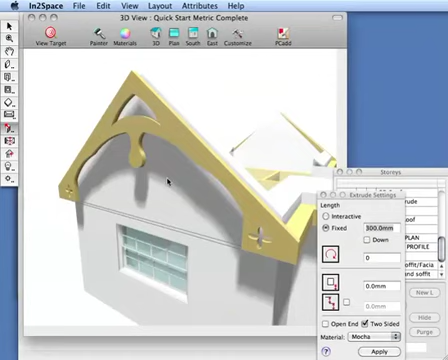 In2Space File Edit View Layout Attributes Help
3D View : Quick Start Metric Complete
View Target Painter Materials 3D Plan South East Customize PCadd
Storeys
Extrude Settings
Length
Interactive
Fixed 300.0mm
Down
0
0.0mm
0.0mm
Open End Two Sided
Material: Mocha
Apply
rude
oof
PLAN
PROFILE
soffit/Facia
nd soffit
New L
Hide
Purge